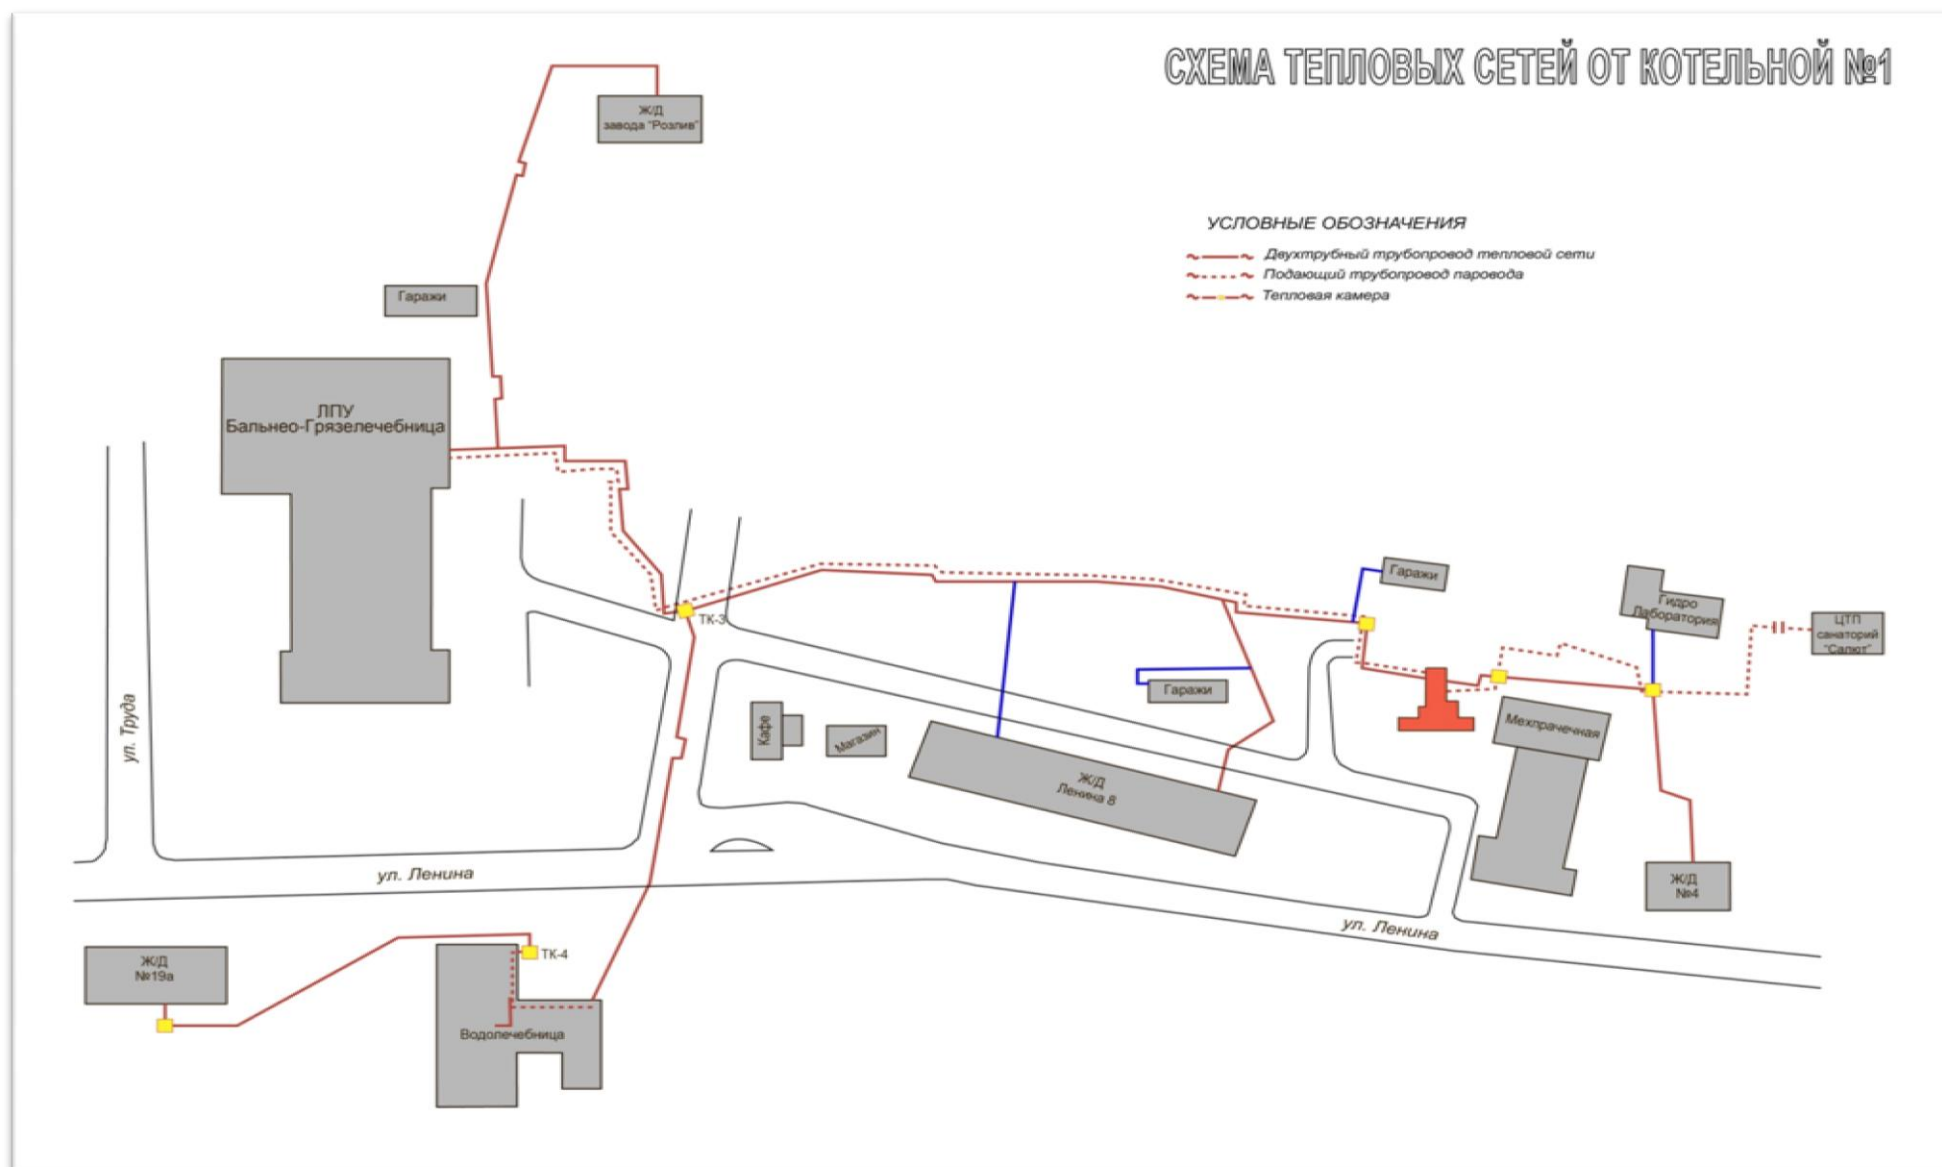 СХЕМА ТЕПЛОВЫХ СЕТЕЙ ОТ КОТЕЛЬНОЙ №1
Ж/Д
завода "Розлив"
УСЛОВНЫЕ ОБОЗНАЧЕНИЯ
Двухтрубный трубопровод тепловой сети
Подающий трубопровод паровода
Тепловая камера
Гаражи
ЛПУ
Бальнео-Грязелечебница
ТК-3
Гаражи
Гидро
Лаборатория
ЦТП
санаторий
"Салют"
Гаражи
ул. Труда
Кафе
Магазин
Ж/Д
Ленина 8
Мехпрачечная
ул. Ленина
Ж/Д
№4
ул. Ленина
Ж/Д
№19а
ТК-4
Водолечебница